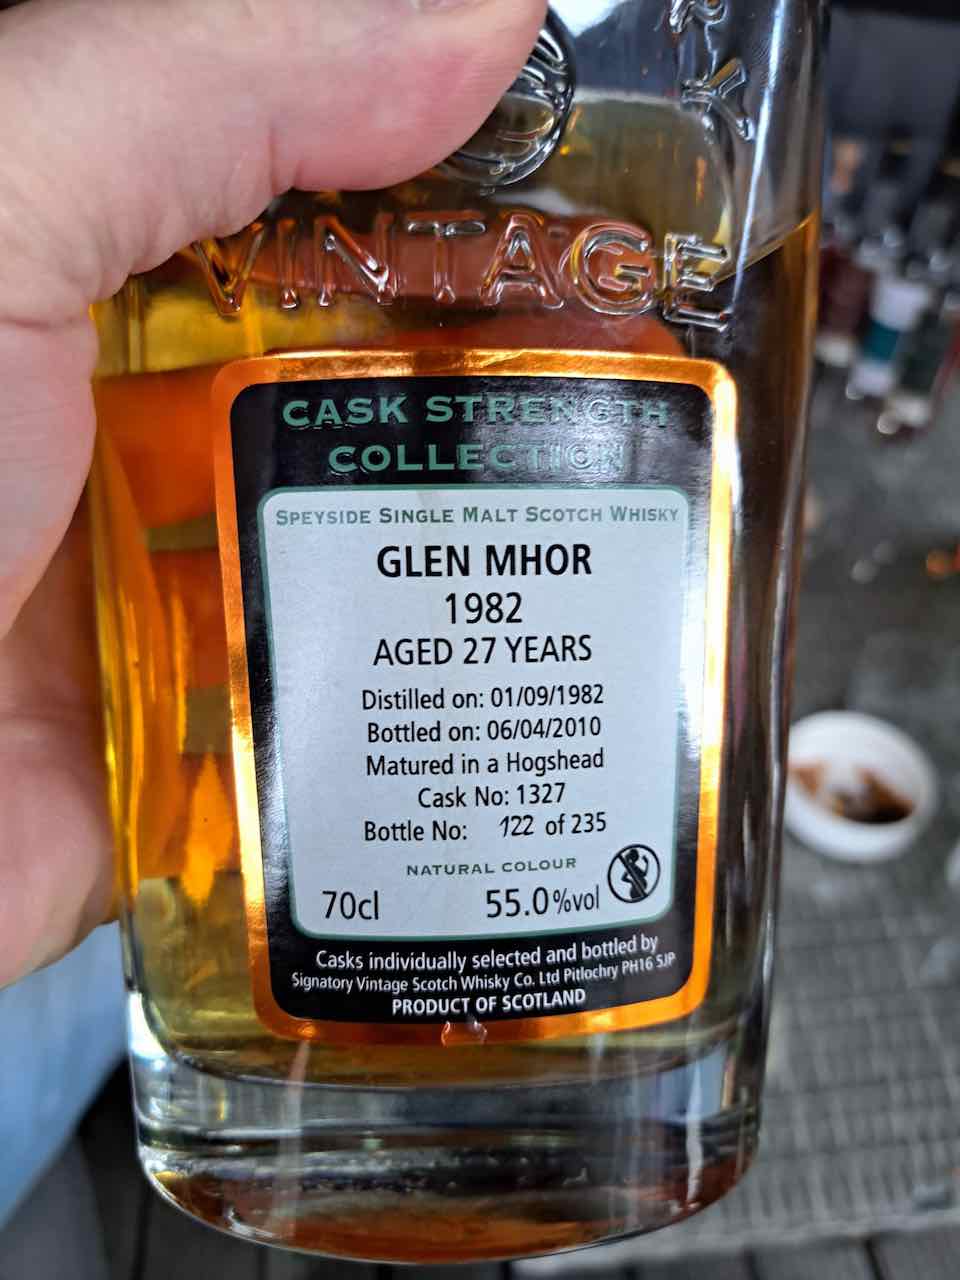 VINTAGE
CASK STRENGTH
COLLECTION
SPEYSIDE SINGLE MALT SCOTCH WHISKY
GLEN MHOR
1982
AGED 27 YEARS
Distilled on: 01/09/1982
Bottled on: 06/04/2010
Matured in a Hogshead
Cask No: 1327
Bottle No: 122 of 235
NATURAL COLOUR
70cl 55.0%vol
Casks individually selected and bottled by
Signatory Vintage Scotch Whisky Co. Ltd Pitlochry PH16 5JP
PRODUCT OF SCOTLAND